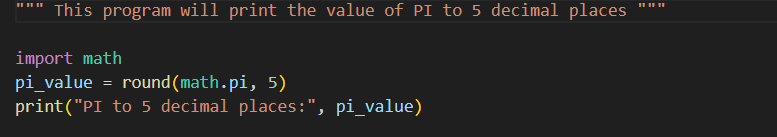 """ This program will print the value of PI to 5 decimal places """
import math
pi_value = round(math.pi, 5)
print("PI to 5 decimal places:", pi_value)